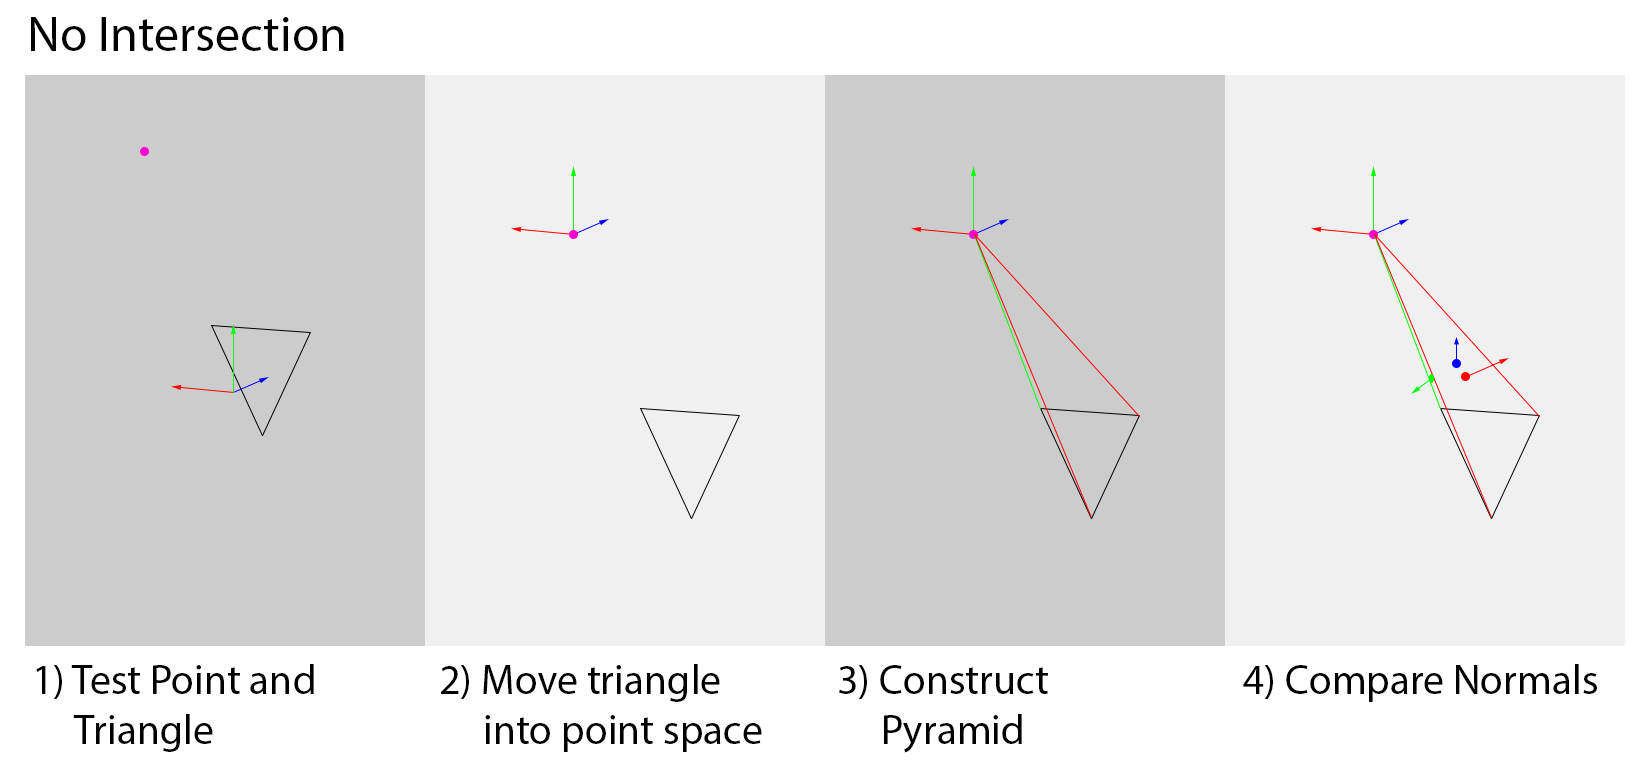 No Intersection
1) Test Point and
Triangle
2) Move triangle
into point space
3) Construct
Pyramid
4) Compare Normals